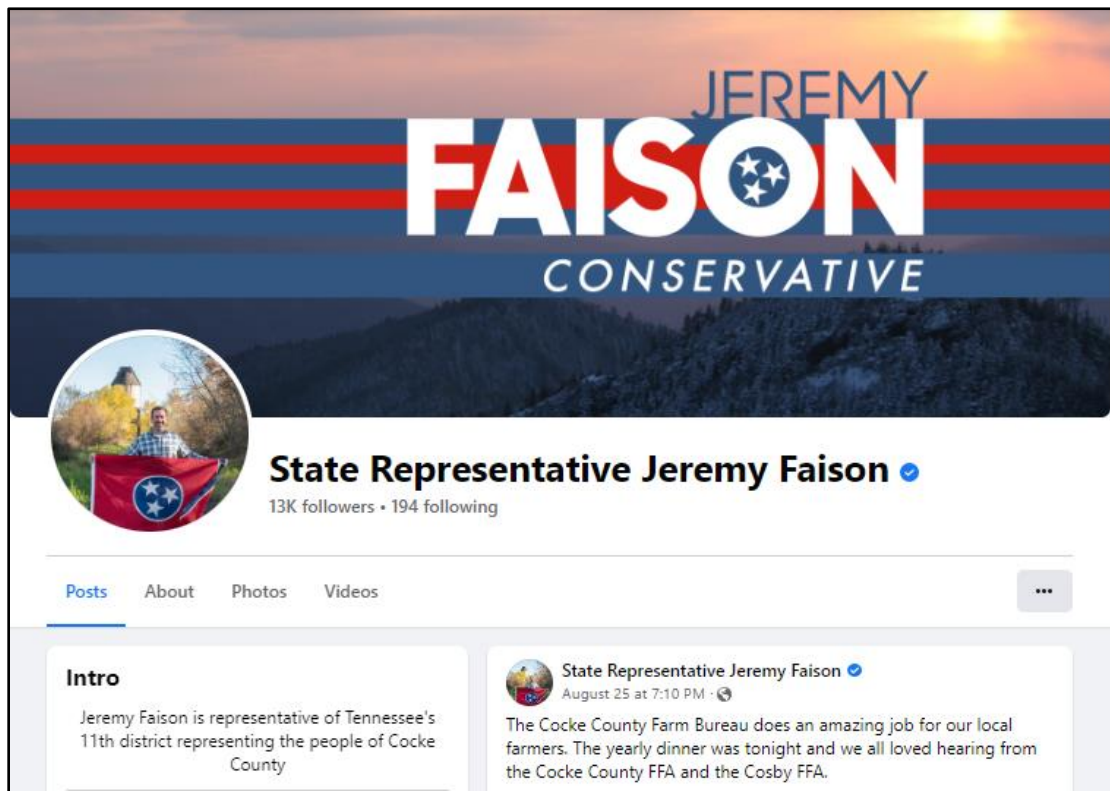 JEREMY
FAISON
CONSERVATIVE
State Representative Jeremy Faison
13K followers • 194 following
Posts About Photos Videos
Intro
Jeremy Faison is representative of Tennessee's
11th district representing the people of Cocke
County
State Representative Jeremy Faison
August 25 at 7:10 PM ·
The Cocke County Farm Bureau does an amazing job for our local
farmers. The yearly dinner was tonight and we all loved hearing from
the Cocke County FFA and the Cosby FFA.